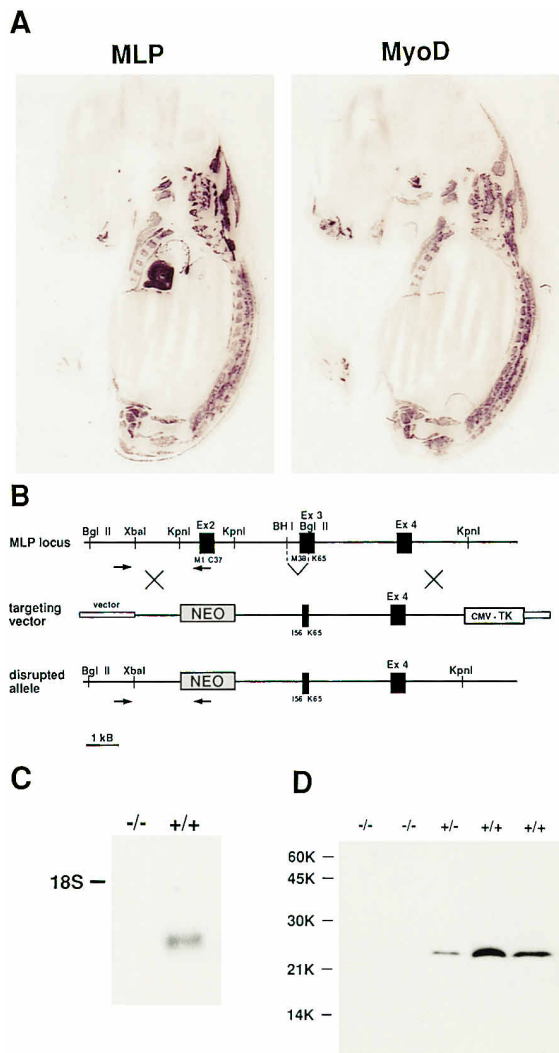 A
MLP MyoD
B
Ex 3
Bgl II XbaI KpnI Ex2 KpnI BH I Bgl II Ex 4 KpnI
MLP locus
M1 C37 M38 K65
targeting vector
vector NEO Ex 4 CMV - TK
I56 K65
disrupted allele
Bgl II XbaI NEO Ex 4 KpnI
I56 K65
1 kB
C
-/- +/+
18S
D
-/- -/- +/- +/+ +/+
60K
45K
30K
21K
14K